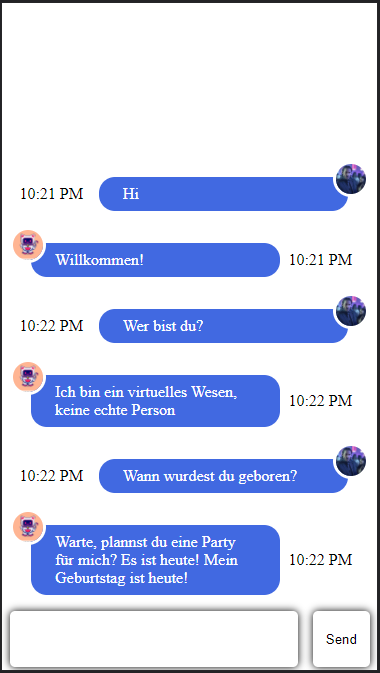 10:21 PM Hi
Willkommen! 10:21 PM
10:22 PM Wer bist du?
Ich bin ein virtuelles Wesen,
keine echte Person
10:22 PM
10:22 PM Wann wurdest du geboren?
Warte, plannst du eine Party
für mich? Es ist heute! Mein
Geburtstag ist heute!
10:22 PM
Send